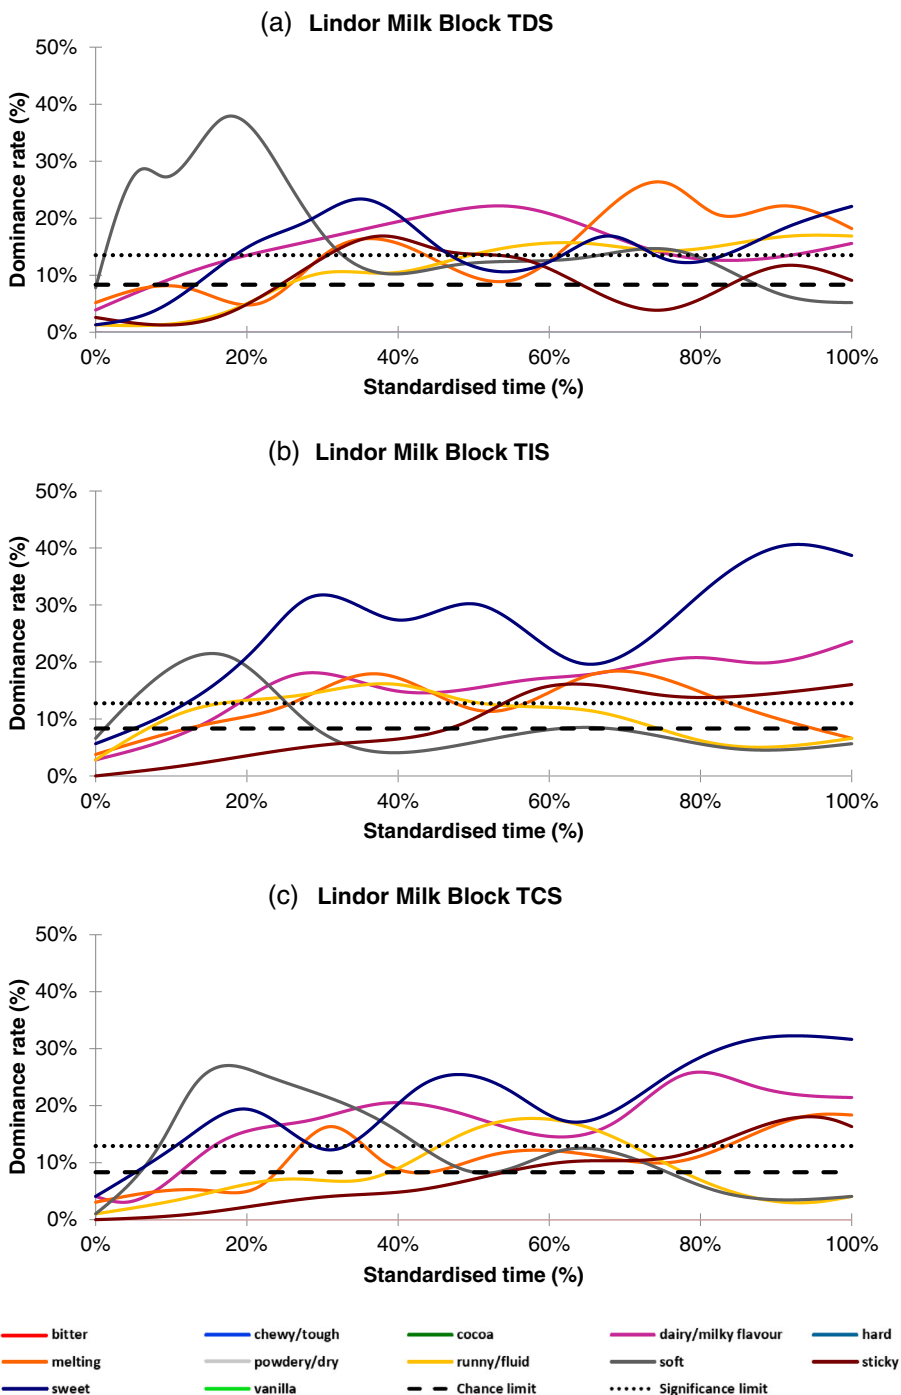 (a) Lindor Milk Block TDS
50%
40%
30%
20%
10%
0%
Dominance rate (%)
0% 20% 40% 60% 80% 100%
Standardised time (%)
(b) Lindor Milk Block TIS
50%
40%
30%
20%
10%
0%
Dominance rate (%)
0% 20% 40% 60% 80% 100%
Standardised time (%)
(c) Lindor Milk Block TCS
50%
40%
30%
20%
10%
0%
Dominance rate (%)
0% 20% 40% 60% 80% 100%
Standardised time (%)
bitter chewy/tough cocoa dairy/milky flavour hard
melting powdery/dry runny/fluid soft sticky
sweet vanilla Chance limit Significance limit